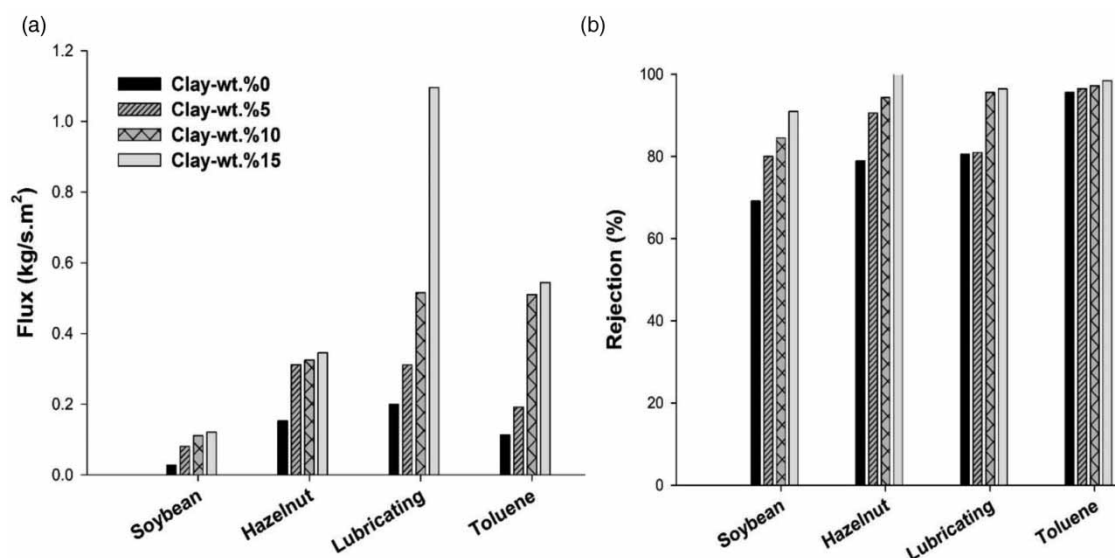 (a)
1.2
1.0
0.8
0.6
0.4
0.2
0.0
Flux (kg/s.m²)
Clay-wt.%0
Clay-wt.%5
Clay-wt.%10
Clay-wt.%15
Soybean
Hazelnut
Lubricating
Toluene
(b)
100
80
60
40
20
0
Rejection (%)
Soybean
Hazelnut
Lubricating
Toluene